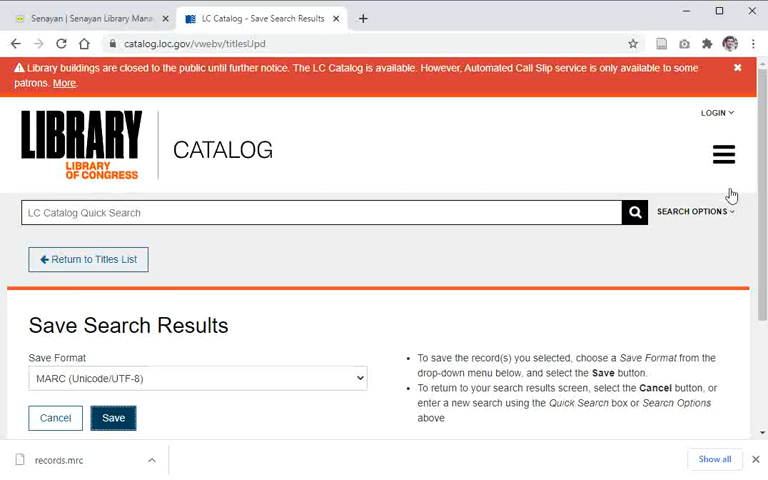 Senayan | Senayan Library Mana
LC Catalog - Save Search Results
catalog.loc.gov/vwebv/titlesUpd
Library buildings are closed to the public until further notice. The LC Catalog is available. However, Automated Call Slip service is only available to some
patrons. More.
LOGIN
LIBRARY
LIBRARY
OF CONGRESS
CATALOG
LC Catalog Quick Search
SEARCH OPTIONS
Return to Titles List
Save Search Results
Save Format
MARC (Unicode/UTF-8)
Cancel
Save
• To save the record(s) you selected, choose a Save Format from the
drop-down menu below, and select the Save button.
• To return to your search results screen, select the Cancel button, or
enter a new search using the Quick Search box or Search Options
above
records.mrc
Show all